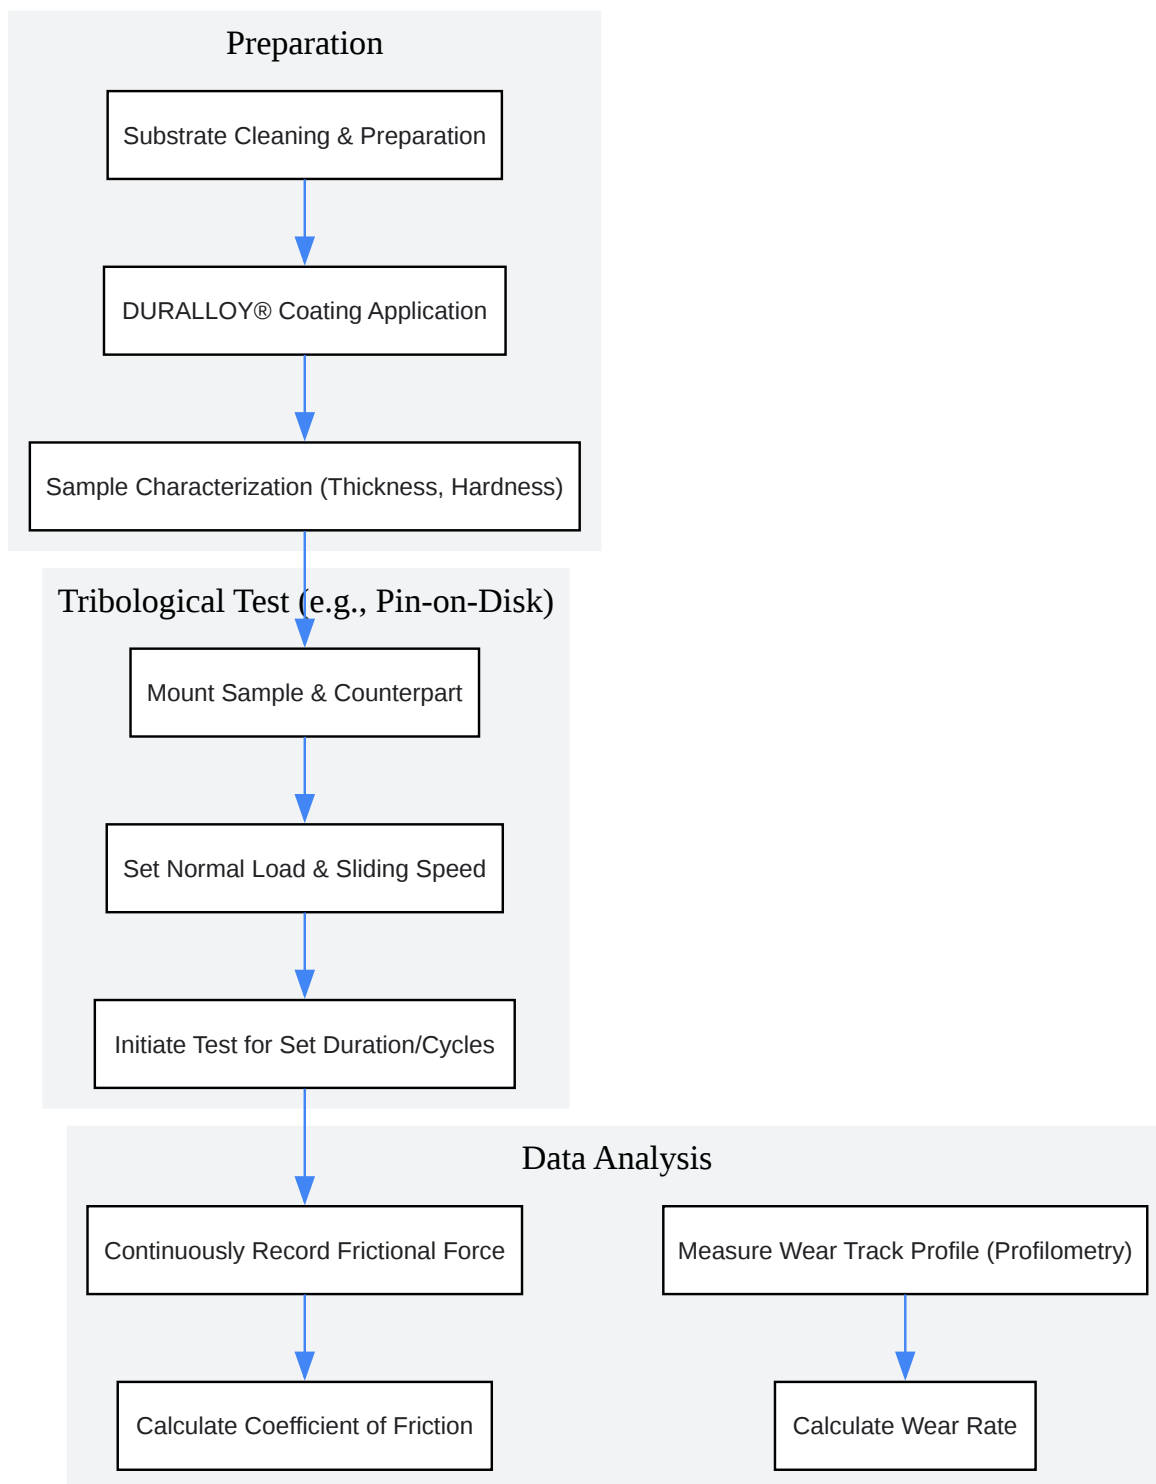 Preparation
Substrate Cleaning & Preparation
DURALLOY® Coating Application
Sample Characterization (Thickness, Hardness)
Tribological Test (e.g., Pin-on-Disk)
Mount Sample & Counterpart
Set Normal Load & Sliding Speed
Initiate Test for Set Duration/Cycles
Data Analysis
Continuously Record Frictional Force
Measure Wear Track Profile (Profilometry)
Calculate Coefficient of Friction
Calculate Wear Rate